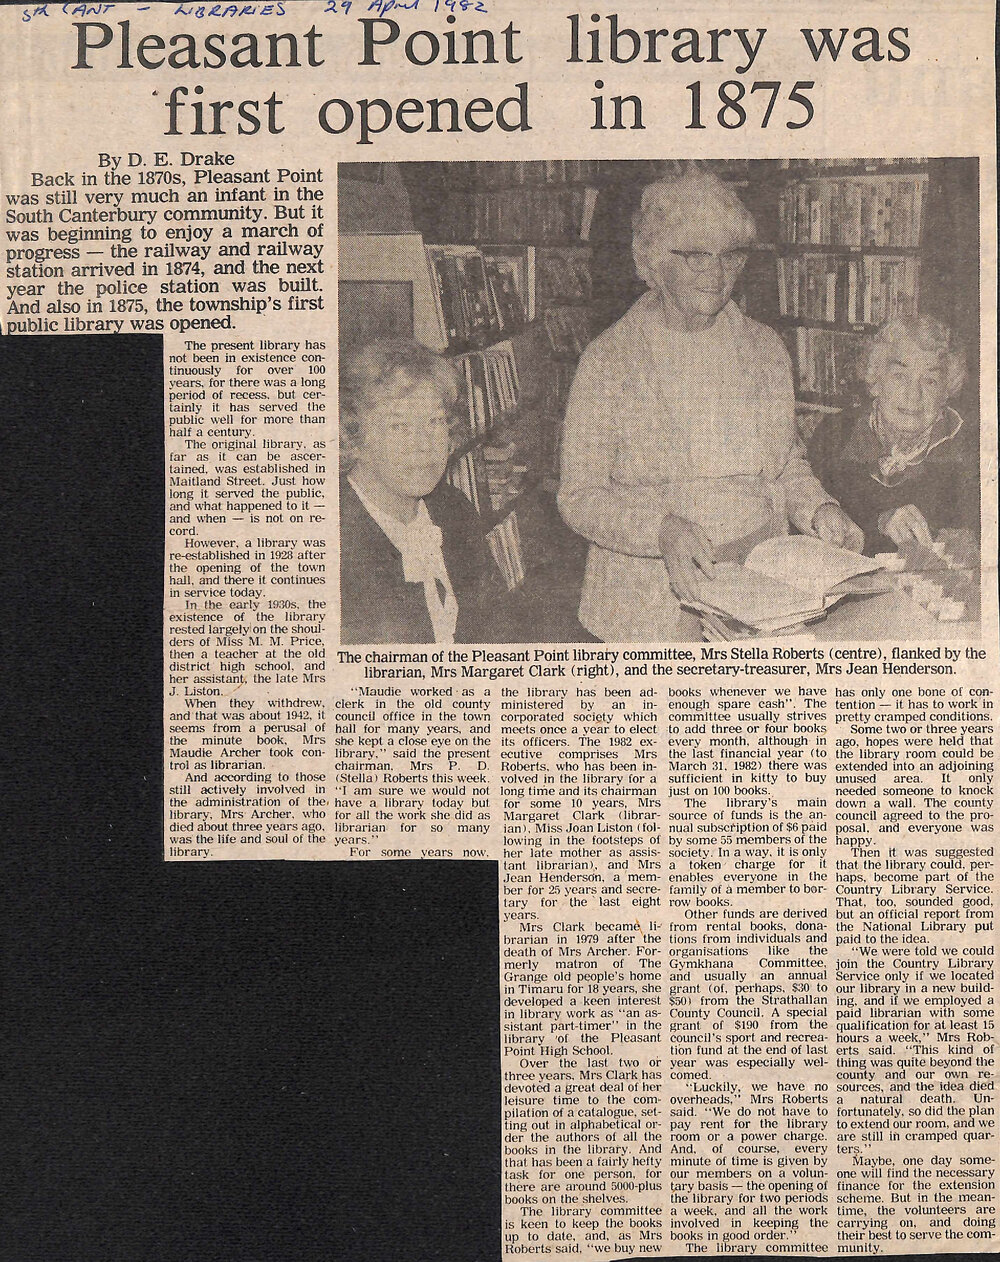 Sth CANT - LIBRARIES 29 April 1982
Pleasant Point library was
first opened in 1875
By D. E. Drake
Back in the 1870s, Pleasant Point
was still very much an infant in the
South Canterbury community. But it
was beginning to enjoy a march of
progress — the railway and railway
station arrived in 1874, and the next
year the police station was built.
And also in 1875, the township's first
public library was opened.
The present library has
not been in existence con-
tinuously for over 100
years, for there was a long
period of recess, but cer-
tainly it has served the
public well for more than
half a century.
The original library, as
far as it can be ascer-
tained, was established in
Maitland Street. Just how
long it served the public,
and what happened to it —
and when — is not on re-
cord.
However, a library was
re-established in 1928 after
the opening of the town
hall, and there it continues
in service today.
In the early 1930s, the
existence of the library
rested largely on the shoul-
ders of Miss M. M. Price,
then a teacher at the old
district high school, and
her assistant, the late Mrs
J. Liston.
When they withdrew,
and that was about 1942, it
seems from a perusal of
the minute book, Mrs
Maudie Archer took con-
trol as librarian.
And according to those
still actively involved in
the administration of the
library, Mrs Archer, who
died about three years ago,
was the life and soul of the
library.
The chairman of the Pleasant Point library committee, Mrs Stella Roberts (centre), flanked by the
librarian, Mrs Margaret Clark (right), and the secretary-treasurer, Mrs Jean Henderson.
"Maudie worked as a
clerk in the old county
council office in the town
hall for many years, and
she kept a close eye on the
library," said the present
chairman, Mrs P. D.
(Stella) Roberts this week.
"I am sure we would not
have a library today but
for all the work she did as
librarian for so many
years."
For some years now,
the library has been ad-
ministered by an in-
corporated society which
meets once a year to elect
its officers. The 1982 ex-
ecutive comprises Mrs
Roberts, who has been in-
volved in the library for a
long time and its chairman
for some 10 years, Mrs
Margaret Clark (librar-
ian), Miss Joan Liston (fol-
lowing in the footsteps of
her late mother as assis-
tant librarian), and Mrs
Jean Henderson, a mem-
ber for 25 years and secre-
tary for the last eight
years.
Mrs Clark became li-
brarian in 1979 after the
death of Mrs Archer. For-
merly matron of The
Grange old people's home
in Timaru for 18 years, she
developed a keen interest
in library work as "an as-
sistant part-timer" in the
library of the Pleasant
Point High School.
Over the last two or
three years, Mrs Clark has
devoted a great deal of her
leisure time to the com-
pilation of a catalogue, set-
ting out in alphabetical or-
der the authors of all the
books in the library. And
that has been a fairly hefty
task for one person, for
there are around 5000-plus
books on the shelves.
The library committee
is keen to keep the books
up to date, and, as Mrs
Roberts said, "we buy new
books whenever we have
enough spare cash". The
committee usually strives
to add three or four books
every month, although in
the last financial year (to
March 31, 1982) there was
sufficient in kitty to buy
just on 100 books.
The library's main
source of funds is the an-
nual subscription of $6 paid
by some 55 members of the
society. In a way, it is only
a token charge for it
enables everyone in the
family of a member to bor-
row books.
Other funds are derived
from rental books, dona-
tions from individuals and
organisations like the
Gymkhana Committee,
and usually an annual
grant (of, perhaps, $30 to
$50) from the Strathallan
County Council. A special
grant of $190 from the
council's sport and recrea-
tion fund at the end of last
year was especially wel-
comed.
"Luckily, we have no
overheads," Mrs Roberts
said. "We do not have to
pay rent for the library
room or a power charge.
And, of course, every
minute of time is given by
our members on a volun-
tary basis — the opening of
the library for two periods
a week, and all the work
involved in keeping the
books in good order."
The library committee
has only one bone of con-
tention — it has to work in
pretty cramped conditions.
Some two or three years
ago, hopes were held that
the library room could be
extended into an adjoining
unused area. It only
needed someone to knock
down a wall. The county
council agreed to the pro-
posal, and everyone was
happy.
Then it was suggested
that the library could, per-
haps, become part of the
Country Library Service.
That, too, sounded good,
but an official report from
the National Library put
paid to the idea.
"We were told we could
join the Country Library
Service only if we located
our library in a new build-
ing, and if we employed a
paid librarian with some
qualification for at least 15
hours a week," Mrs Rob-
erts said. "This kind of
thing was quite beyond the
county and our own re-
sources, and the idea died
a natural death. Un-
fortunately, so did the plan
to extend our room, and we
are still in cramped quar-
ters."
Maybe, one day some-
one will find the necessary
finance for the extension
scheme. But in the mean-
time, the volunteers are
carrying on, and doing
their best to serve the com-
munity.